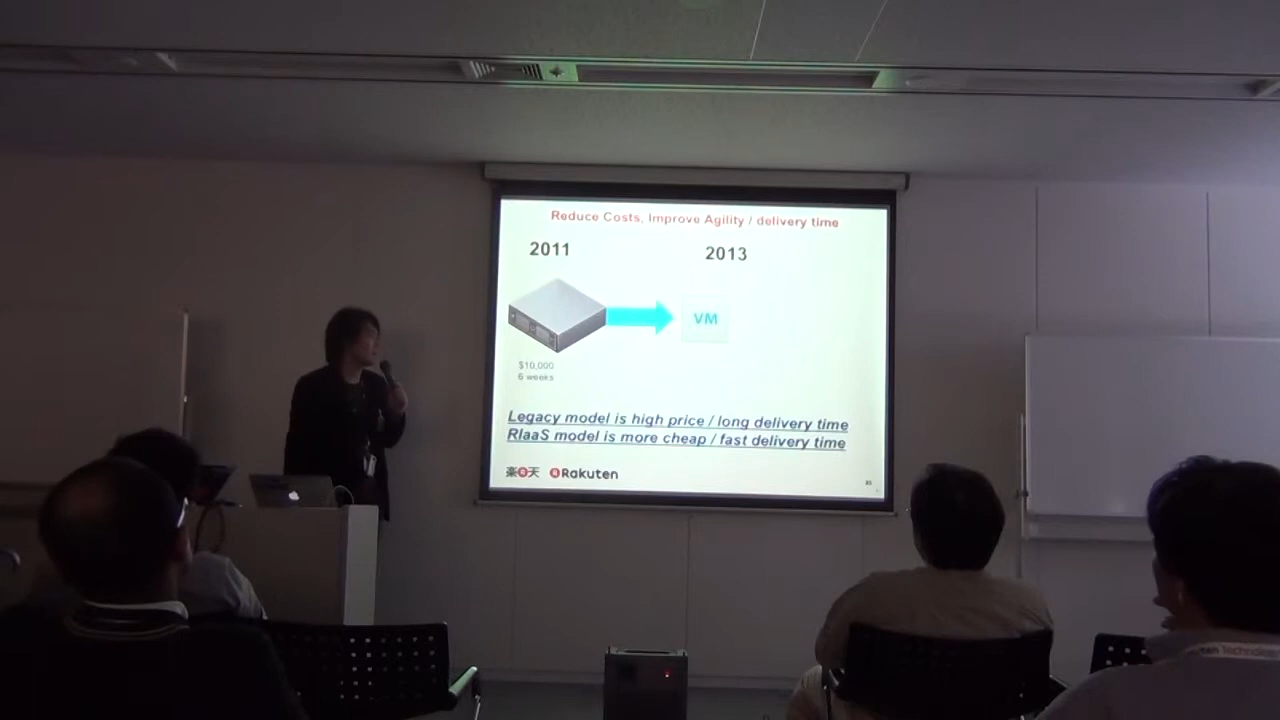 Reduce Costs, Improve Agility / delivery time
2011
2013
VM
$10,000
6 weeks
Legacy model is high price / long delivery time
RIaaS model is more cheap / fast delivery time
楽天 Rakuten
Technology